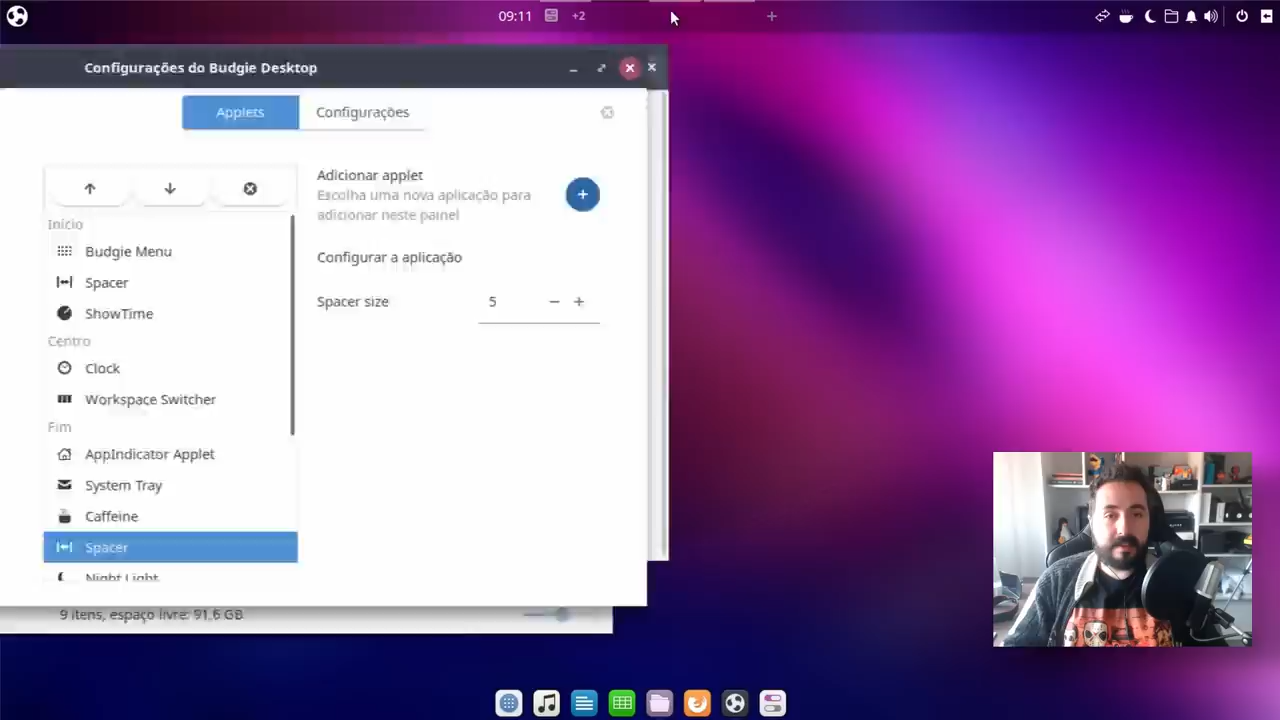 09:11
+2
+
Configurações do Budgie Desktop
Applets
Configurações
Início
Budgie Menu
Spacer
ShowTime
Centro
Clock
Workspace Switcher
Fim
AppIndicator Applet
System Tray
Caffeine
Spacer
Night Light
Adicionar applet
Escolha uma nova aplicação para
adicionar neste painel
Configurar a aplicação
Spacer size 5
9 itens, espaço livre: 91,6 GB